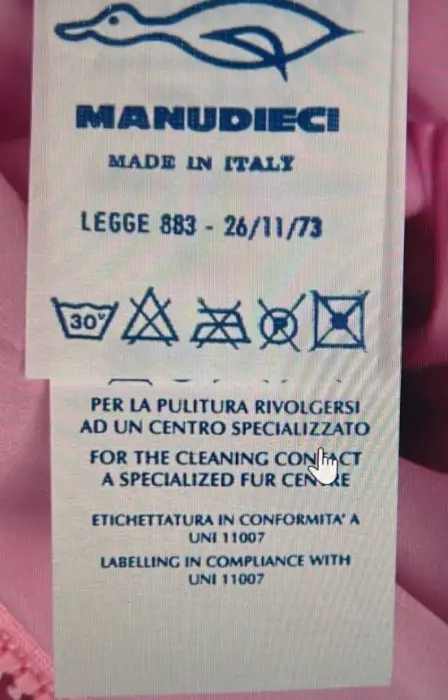 MANUDIECI
MADE IN ITALY
LEGGE 883 - 26/11/73
30°
P
PER LA PULITURA RIVOLGERSI
AD UN CENTRO SPECIALIZZATO
FOR THE CLEANING CONTACT
A SPECIALIZED FUR CENTRE
ETICHETTATURA IN CONFORMITA' A
UNI 11007
LABELLING IN COMPLIANCE WITH
UNI 11007